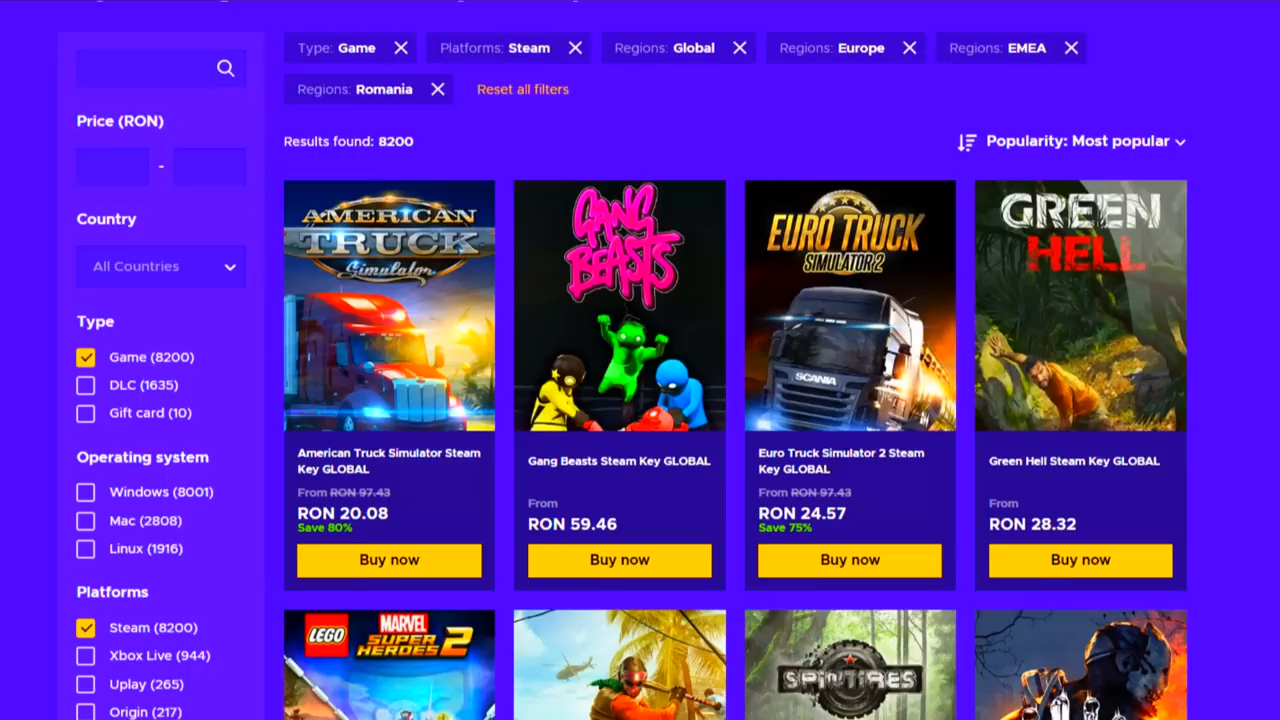 Type: Game
Platforms: Steam
Regions: Global
Regions: Europe
Regions: EMEA
Regions: Romania
Reset all filters
Results found: 8200
Popularity: Most popular
Price (RON)
-
Country
All Countries
Type
Game (8200)
DLC (1635)
Gift card (10)
Operating system
Windows (8001)
Mac (2808)
Linux (1916)
Platforms
Steam (8200)
Xbox Live (944)
Uplay (265)
Origin (217)
AMERICAN
TRUCK
Simulator
American Truck Simulator Steam
Key GLOBAL
From RON 97.43
RON 20.08
Save 80%
Buy now
GANG
BEASTS
Gang Beasts Steam Key GLOBAL
From
RON 59.46
Buy now
EURO TRUCK
SIMULATOR 2
SCANIA
Euro Truck Simulator 2 Steam
Key GLOBAL
From RON 97.43
RON 24.57
Save 75%
Buy now
GREEN
HELL
Green Hell Steam Key GLOBAL
From
RON 28.32
Buy now
LEGO
MARVEL
SUPER
HEROES 2
SPINTIRES